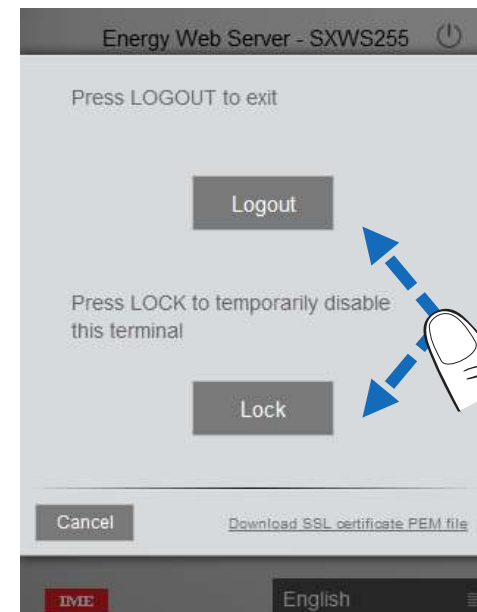 Energy Web Server - SXWS255
Press LOGOUT to exit
Logout
Press LOCK to temporarily disable
this terminal
Lock
Cancel
Download SSL certificate PEM file
IME
English